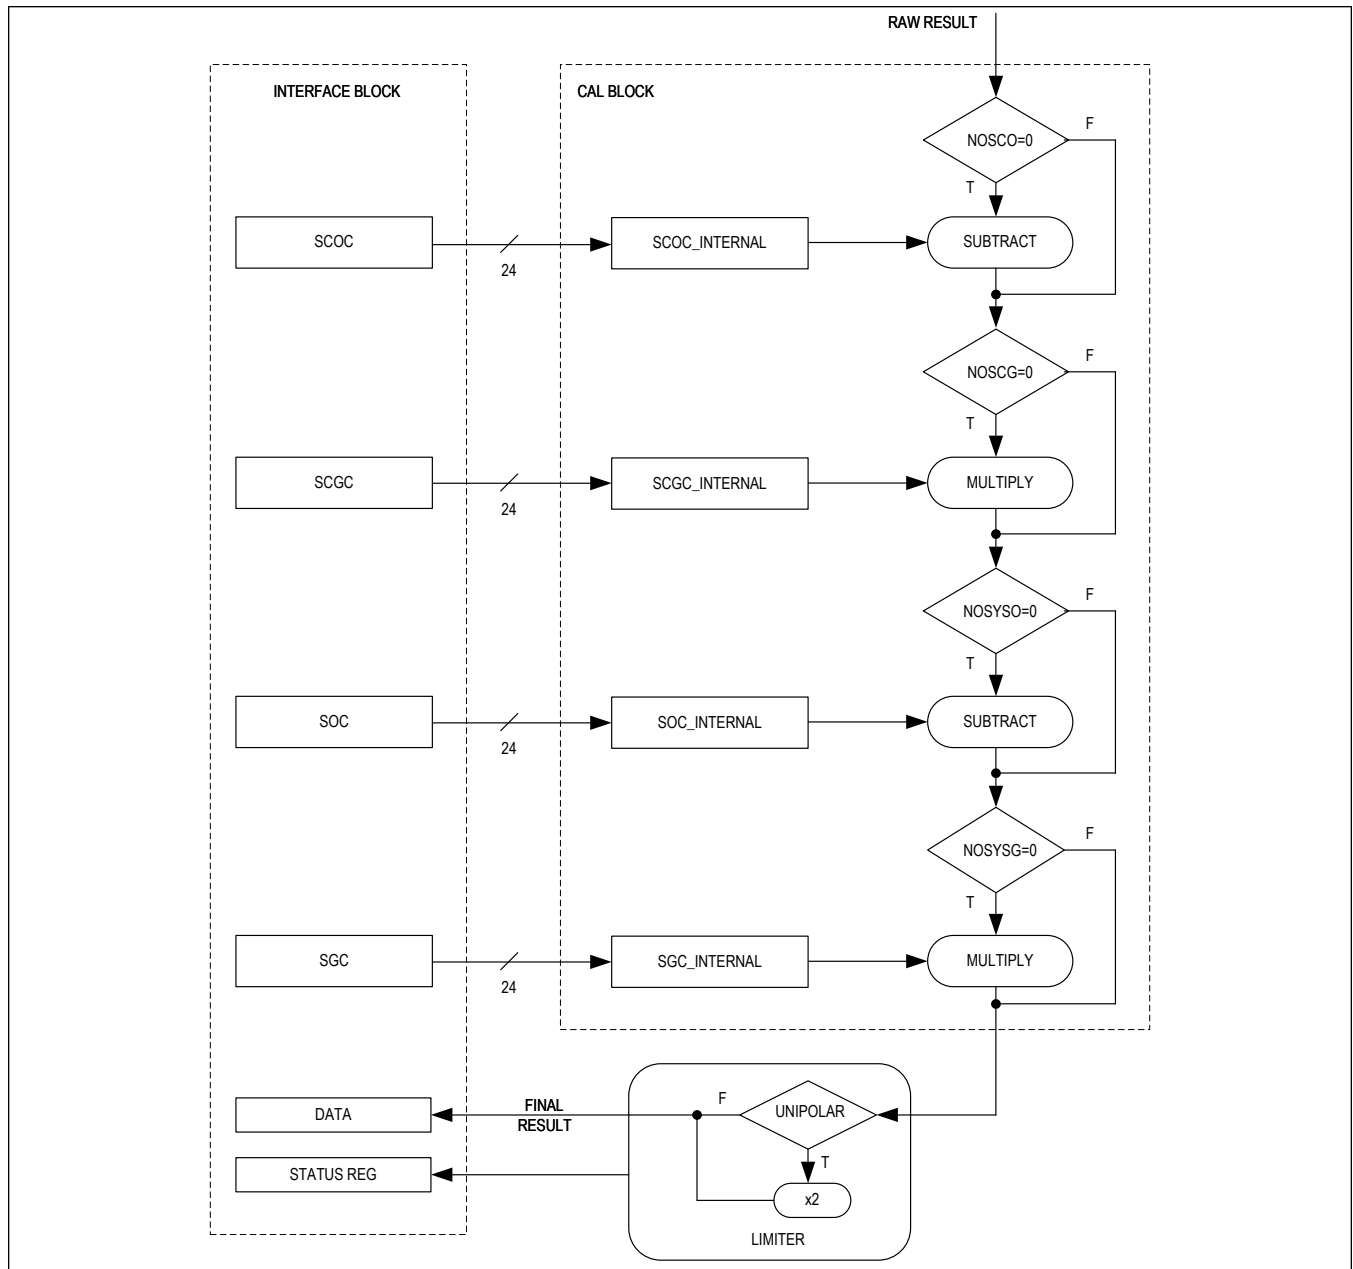 RAW RESULT
INTERFACE BLOCK
CAL BLOCK
NOSCO=0
F
T
SCOC
24
SCOC_INTERNAL
SUBTRACT
NOSCG=0
F
T
SCGC
24
SCGC_INTERNAL
MULTIPLY
NOSYSO=0
F
T
SOC
24
SOC_INTERNAL
SUBTRACT
NOSYSG=0
F
T
SGC
24
SGC_INTERNAL
MULTIPLY
DATA
FINAL
RESULT
F
UNIPOLAR
T
STATUS REG
x2
LIMITER